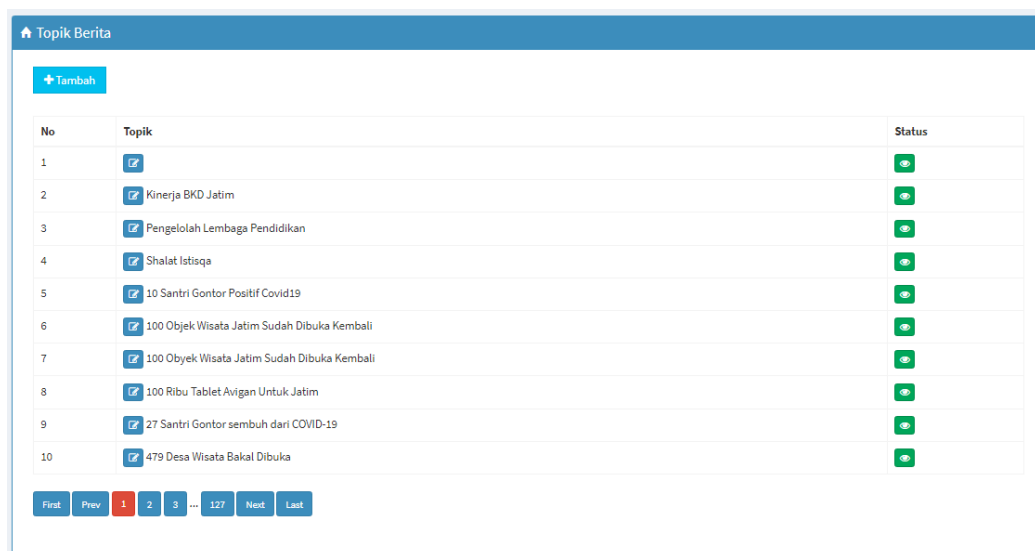 Topik Berita
Tambah
No Topik Status
1
2 Kinerja BKD Jatim
3 Pengelolah Lembaga Pendidikan
4 Shalat Istisqa
5 10 Santri Gontor Positif Covid19
6 100 Objek Wisata Jatim Sudah Dibuka Kembali
7 100 Obyek Wisata Jatim Sudah Dibuka Kembali
8 100 Ribu Tablet Avigan Untuk Jatim
9 27 Santri Gontor sembuh dari COVID-19
10 479 Desa Wisata Bakal Dibuka
First Prev 1 2 3 ... 127 Next Last